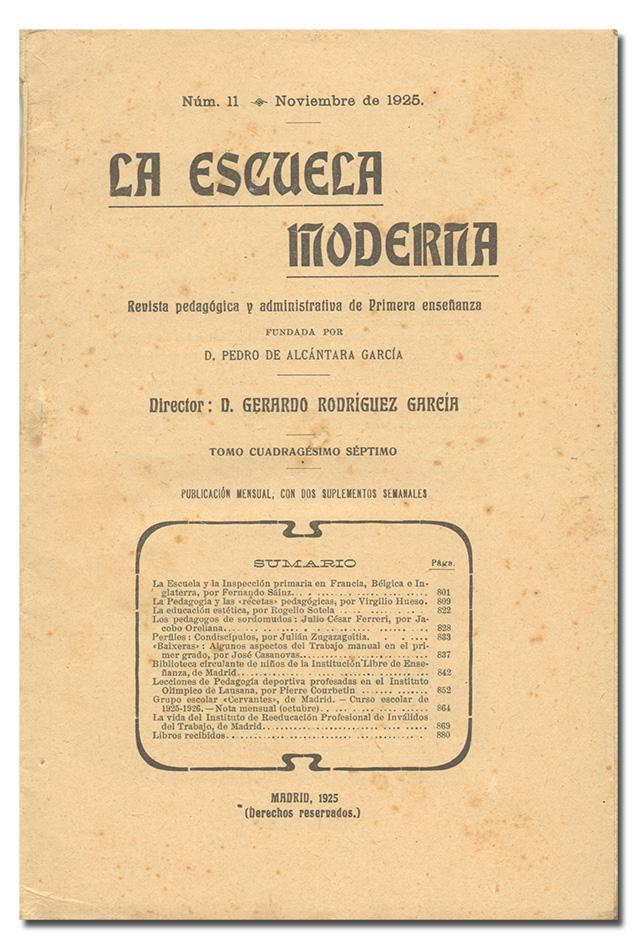 Núm. 11 Noviembre de 1925.
LA ESCUELA
MODERNA
Revista pedagógica y administrativa de Primera enseñanza
FUNDADA POR
D. PEDRO DE ALCÁNTARA GARCÍA
Director: D. GERARDO RODRÍGUEZ GARCÍA
TOMO CUADRAGÉSIMO SÉPTIMO
PUBLICACIÓN MENSUAL, CON DOS SUPLEMENTOS SEMANALES
SUMARIO Págs.
La Escuela y la Inspección primaria en Francia, Bélgica e In-
glaterra, por Fernando Sáinz. 801
La Pedagogía y las «recetas» pedagógicas, por Virgilio Hueso. 809
La educación estética, por Rogelio Sotela 822
Los pedagogos de sordomudos: Julio César Ferreri, por Ja-
cobo Orellana. 828
Perfiles: Condiscípulos, por Julián Zugazagoitia. 833
«Baixeras»: Algunos aspectos del Trabajo manual en el pri-
mer grado, por José Casanovas. 837
Biblioteca circulante de niños de la Institución Libre de Ense-
ñanza, de Madrid. 842
Lecciones de Pedagogía deportiva profesadas en el Instituto
Olímpico de Lausana, por Pierre Courbetin 852
Grupo escolar «Cervantes», de Madrid. — Curso escolar de
1925-1926. — Nota mensual (octubre). 864
La vida del Instituto de Reeducación Profesional de Inválidos
del Trabajo, de Madrid. 869
Libros recibidos. 880
MADRID, 1925
(Derechos reservados.)